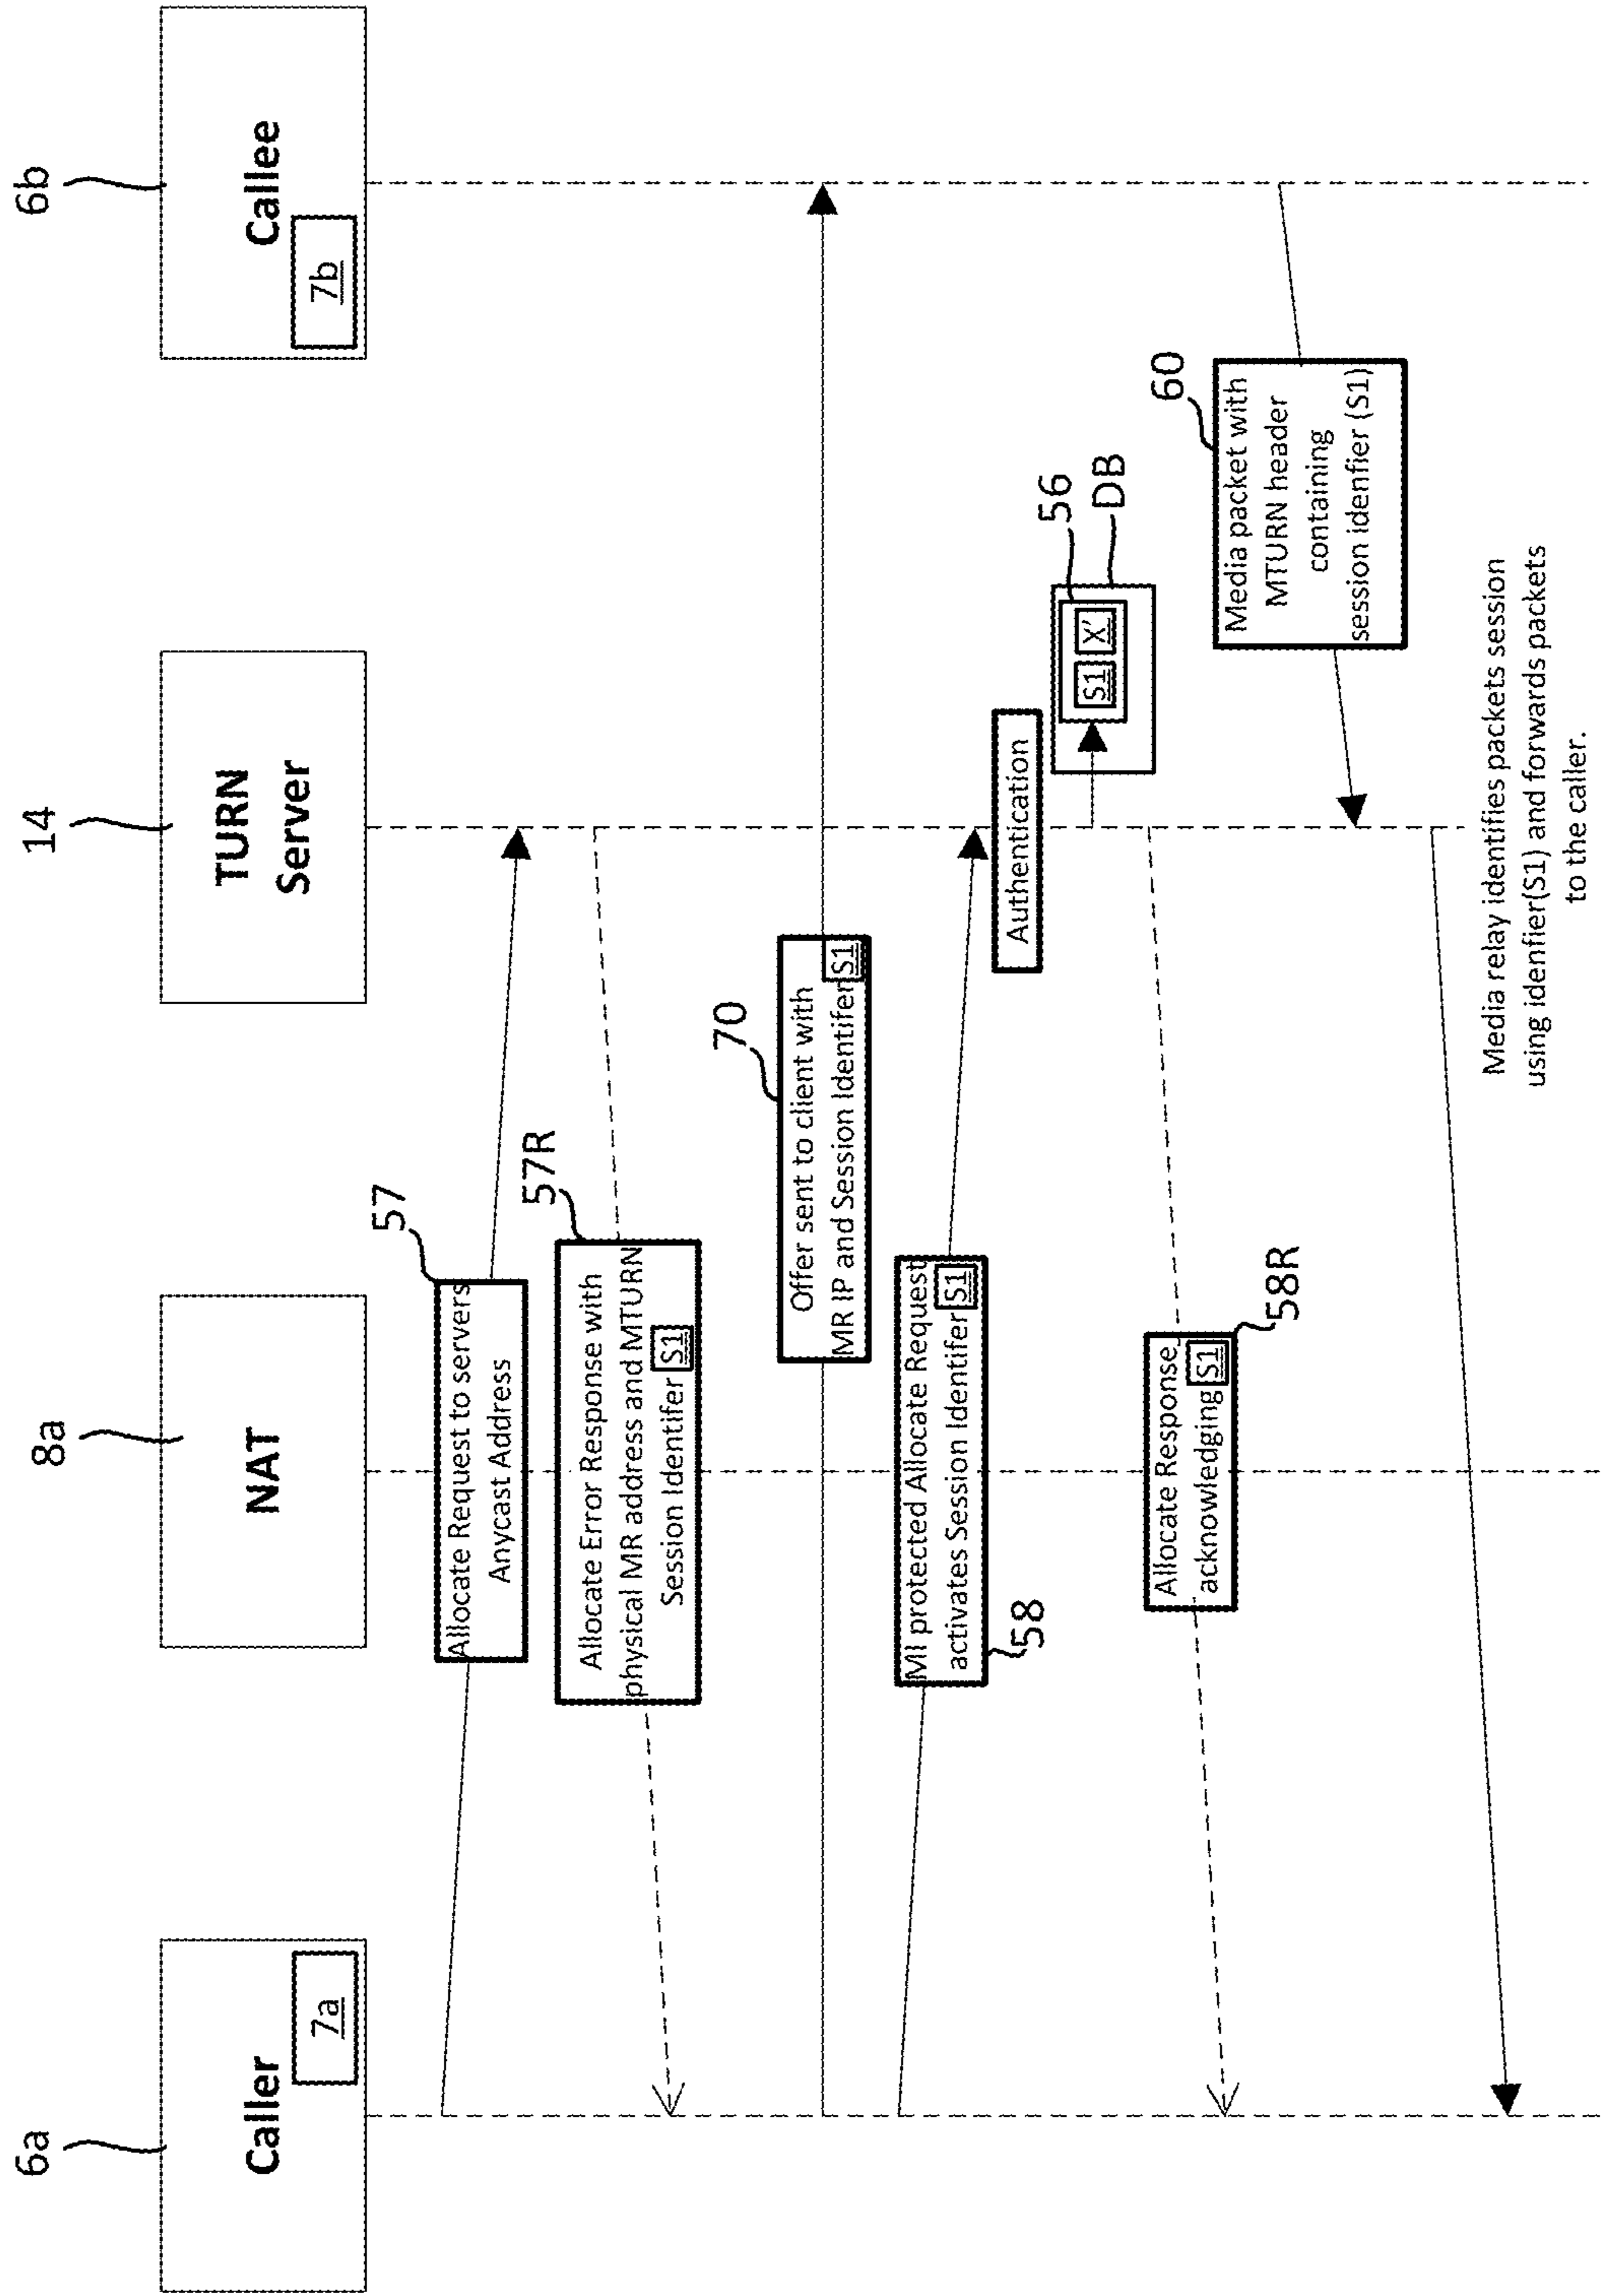 6a
8a
14
6b
Caller
7a
NAT
TURN
Server
Callee
7b
57
Allocate Request to servers
Anycast Address
57R
Allocate Error Response with
physical MR address and MTURN
Session Identifer S1
70
Offer sent to client with
MR IP and Session Identifer S1
MI protected Allocate Request
activates Session Identifer S1
58
Authentication
56
DB
S1 X'
Allocate Response
acknowledging S1
58R
60
Media packet with
MTURN header
containing
session idenfier (S1)
Media relay identifies packets session
using idenfier(S1) and forwards packets
to the caller.